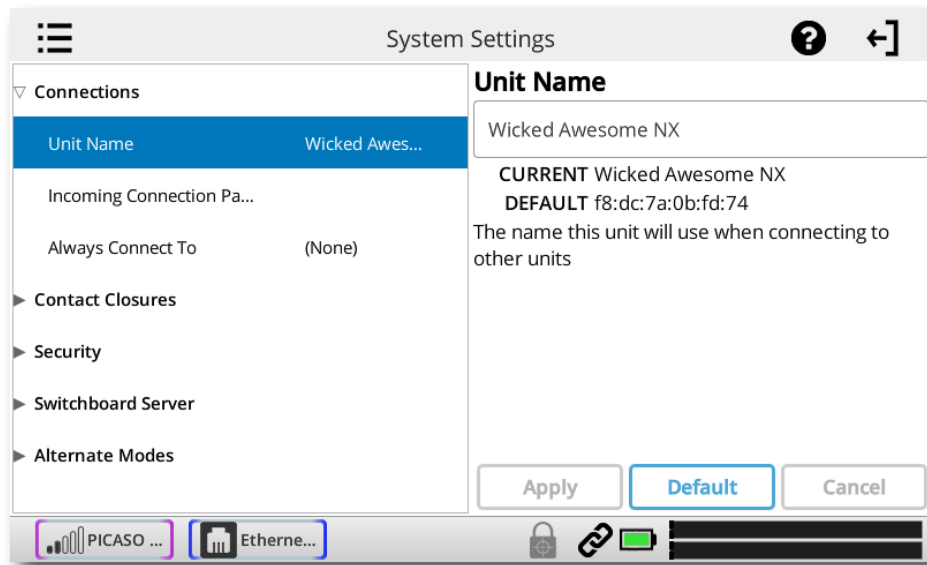 System Settings
Connections
Unit Name Wicked Awes...
Incoming Connection Pa...
Always Connect To (None)
Contact Closures
Security
Switchboard Server
Alternate Modes
Unit Name
Wicked Awesome NX
CURRENT Wicked Awesome NX
DEFAULT f8:dc:7a:0b:fd:74
The name this unit will use when connecting to
other units
Apply Default Cancel
PICASO ... Etherne...